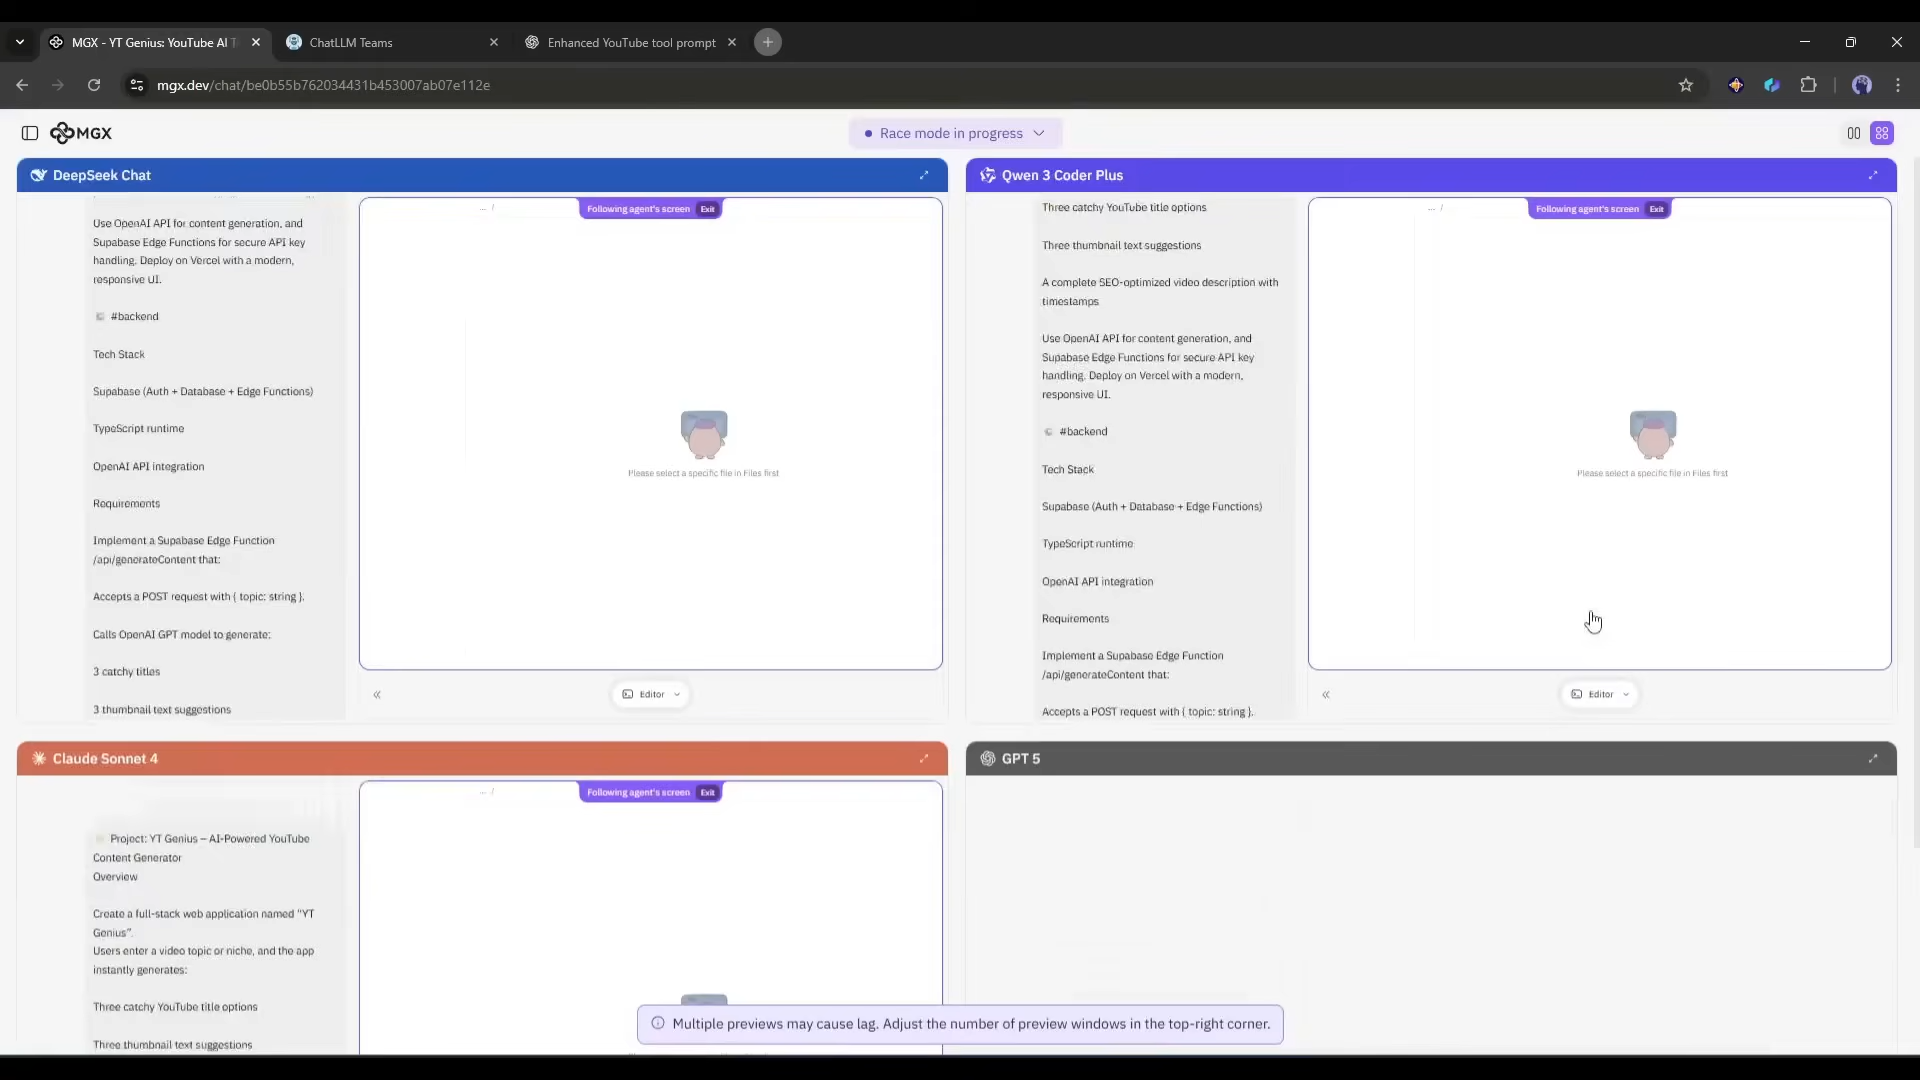 MGX - YT Genius: YouTube AI T
ChatLLM Teams
Enhanced YouTube tool prompt
mgx.dev/chat/be0b55b762034431b453007ab07e112e
MGX
Race mode in progress
DeepSeek Chat
Use OpenAI API for content generation, and
Supabase Edge Functions for secure API key
handling. Deploy on Vercel with a modern,
responsive UI.
#backend
Tech Stack
Supabase (Auth + Database + Edge Functions)
TypeScript runtime
OpenAI API integration
Requirements
Implement a Supabase Edge Function
/api/generateContent that:
Accepts a POST request with { topic: string }.
Calls OpenAI GPT model to generate:
3 catchy titles
3 thumbnail text suggestions
... /
Following agent's screen Exit
Please select a specific file in Files first
Editor
Qwen 3 Coder Plus
Three catchy YouTube title options
Three thumbnail text suggestions
A complete SEO-optimized video description with
timestamps
Use OpenAI API for content generation, and
Supabase Edge Functions for secure API key
handling. Deploy on Vercel with a modern,
responsive UI.
#backend
Tech Stack
Supabase (Auth + Database + Edge Functions)
TypeScript runtime
OpenAI API integration
Requirements
Implement a Supabase Edge Function
/api/generateContent that:
Accepts a POST request with { topic: string }.
... /
Following agent's screen Exit
Please select a specific file in Files first
Editor
Claude Sonnet 4
Project: YT Genius – AI-Powered YouTube
Content Generator
Overview
Create a full-stack web application named "YT
Genius".
Users enter a video topic or niche, and the app
instantly generates:
Three catchy YouTube title options
Three thumbnail text suggestions
... /
Following agent's screen Exit
GPT 5
Multiple previews may cause lag. Adjust the number of preview windows in the top-right corner.